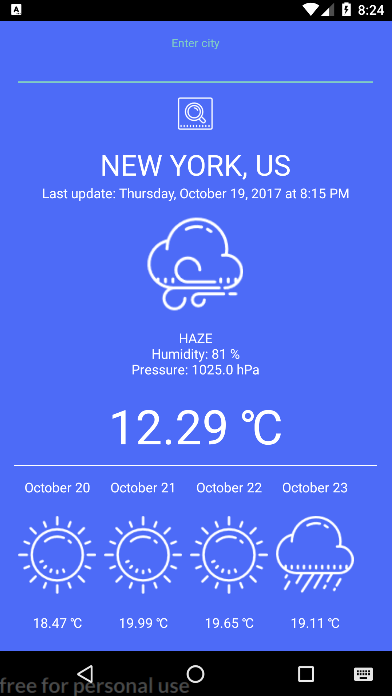 A
8:24
Enter city
NEW YORK, US
Last update: Thursday, October 19, 2017 at 8:15 PM
HAZE
Humidity: 81 %
Pressure: 1025.0 hPa
12.29 ℃
October 20 October 21 October 22 October 23
18.47 ℃ 19.99 ℃ 19.65 ℃ 19.11 ℃
free for personal use